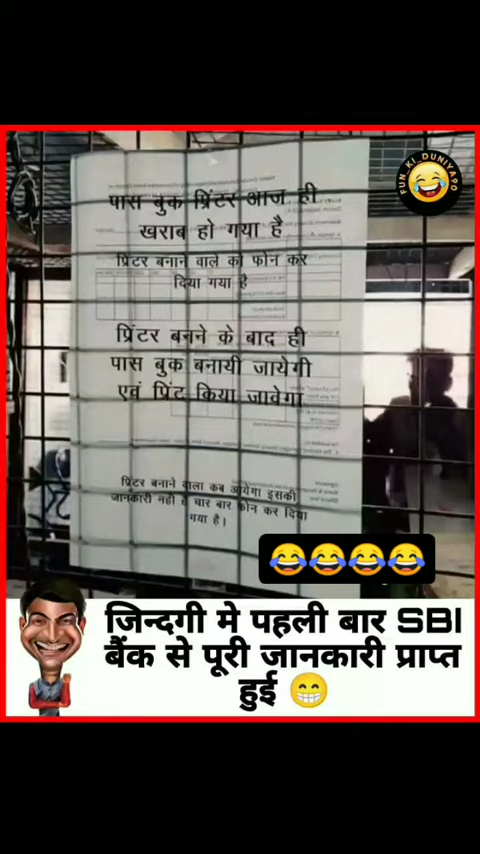 FUN_KI_DUNIYA90
पास बुक प्रिंटर आज ही
खराब हो गया है
प्रिंटर बनाने वाले को फोन कर
दिया गया है
प्रिंटर बनने के बाद ही
पास बुक बनायी जायेगी
एवं प्रिंट किया जावेगा
प्रिंटर बनाने वाला कब आयेगा इसकी
जानकारी नही है चार बार फोन कर दिया
गया है।
जिन्दगी मे पहली बार SBI
बैंक से पूरी जानकारी प्राप्त
हुई 😁